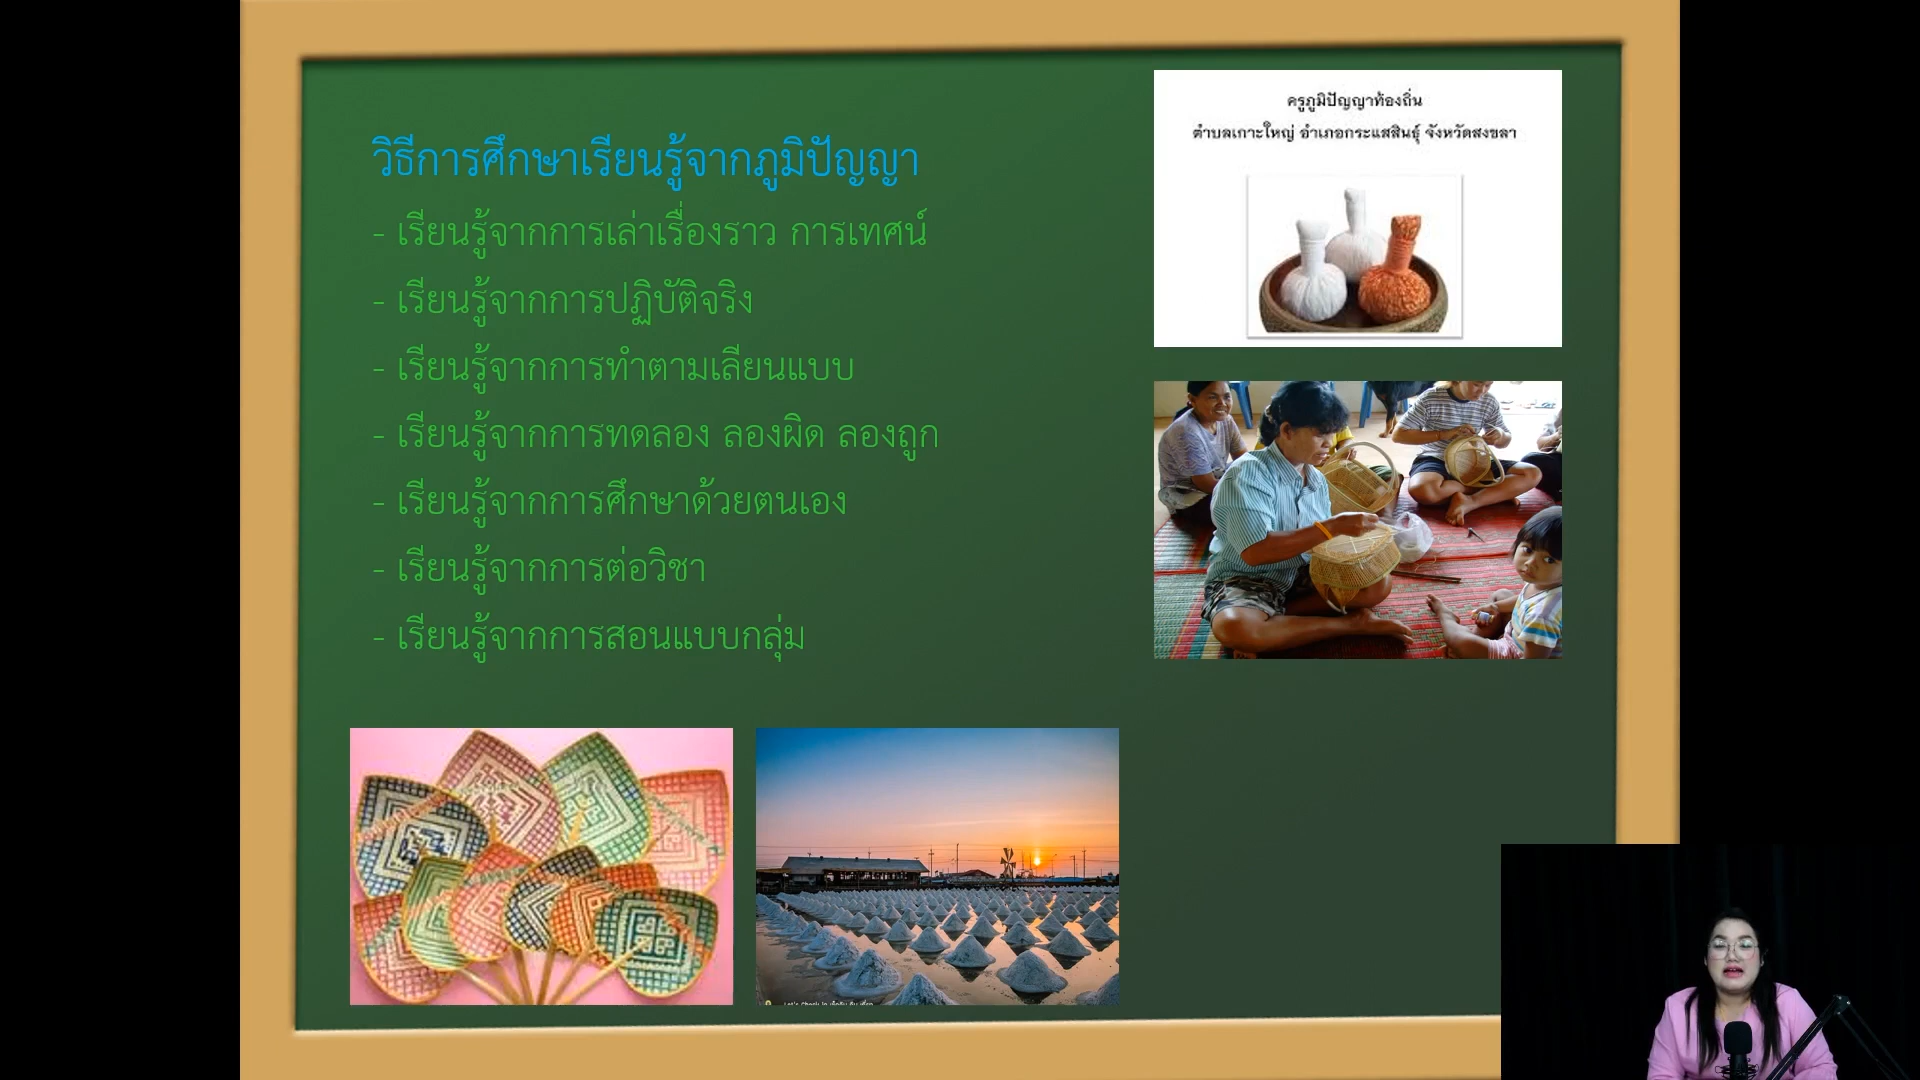 วิธีการศึกษาเรียนรู้จากภูมิปัญญา
- เรียนรู้จากการเล่าเรื่องราว การเทศน์
- เรียนรู้จากการปฏิบัติจริง
- เรียนรู้จากการทำตามเลียนแบบ
- เรียนรู้จากการทดลอง ลองผิด ลองถูก
- เรียนรู้จากการศึกษาด้วยตนเอง
- เรียนรู้จากการต่อวิชา
- เรียนรู้จากการสอนแบบกลุ่ม
ครูภูมิปัญญาท้องถิ่น
ตำบลเกาะใหญ่ อำเภอกระแสสินธุ์ จังหวัดสงขลา